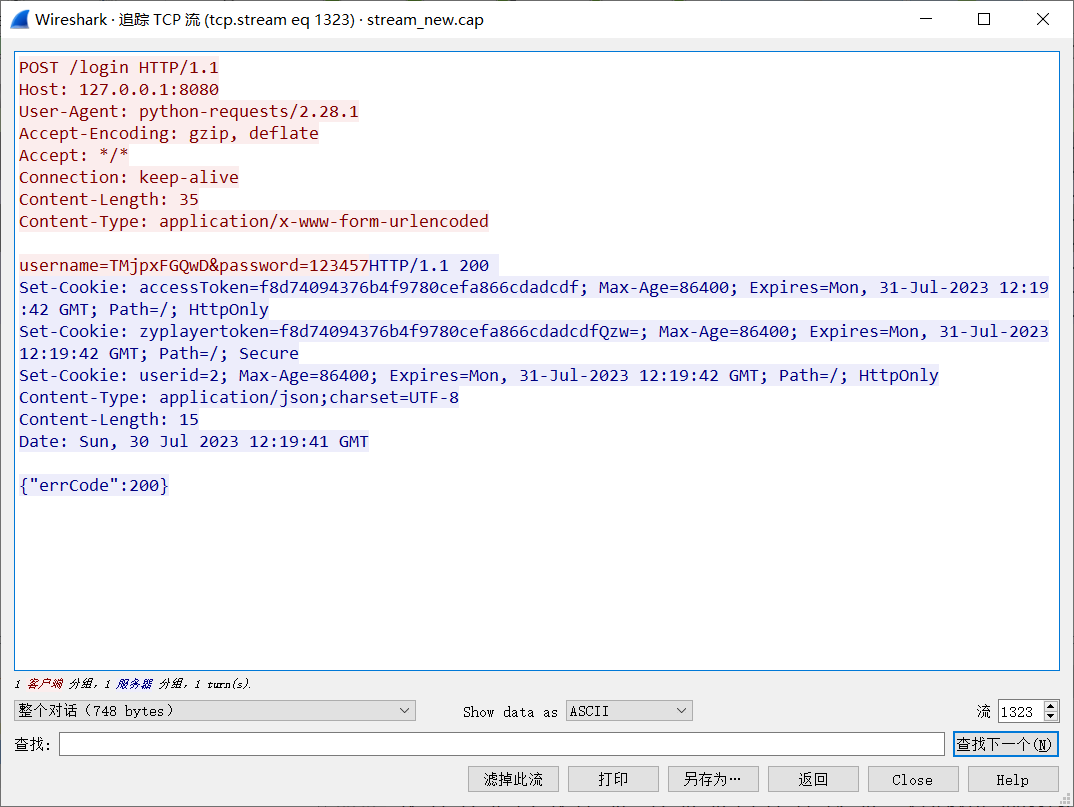 Wireshark · 追踪 TCP 流 (tcp.stream eq 1323) · stream_new.cap
POST /login HTTP/1.1
Host: 127.0.0.1:8080
User-Agent: python-requests/2.28.1
Accept-Encoding: gzip, deflate
Accept: */*
Connection: keep-alive
Content-Length: 35
Content-Type: application/x-www-form-urlencoded
username=TMjpxFGQwD&password=123457HTTP/1.1 200
Set-Cookie: accessToken=f8d74094376b4f9780cefa866cdadcdf; Max-Age=86400; Expires=Mon, 31-Jul-2023 12:19
:42 GMT; Path=/; HttpOnly
Set-Cookie: zyplayertoken=f8d74094376b4f9780cefa866cdadcdfQzw=; Max-Age=86400; Expires=Mon, 31-Jul-2023
12:19:42 GMT; Path=/; Secure
Set-Cookie: userid=2; Max-Age=86400; Expires=Mon, 31-Jul-2023 12:19:42 GMT; Path=/; HttpOnly
Content-Type: application/json;charset=UTF-8
Content-Length: 15
Date: Sun, 30 Jul 2023 12:19:41 GMT
{"errCode":200}
1 客户端 分组，1 服务器 分组，1 turn(s).
整个对话（748 bytes） Show data as ASCII 流 1323
查找： 查找下一个(N)
滤掉此流 打印 另存为… 返回 Close Help